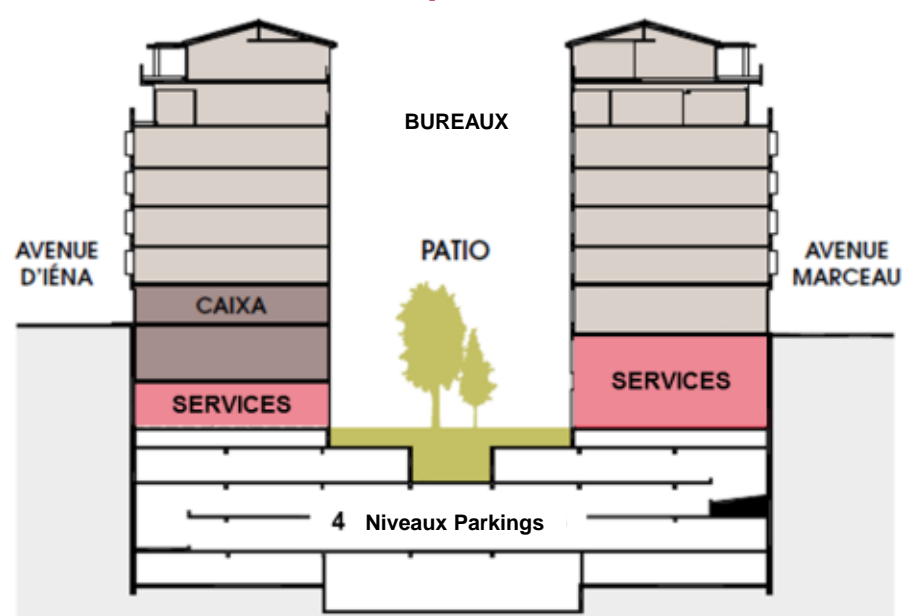 BUREAUX
AVENUE
D'IÉNA
PATIO
AVENUE
MARCEAU
CAIXA
SERVICES
SERVICES
4 Niveaux Parkings